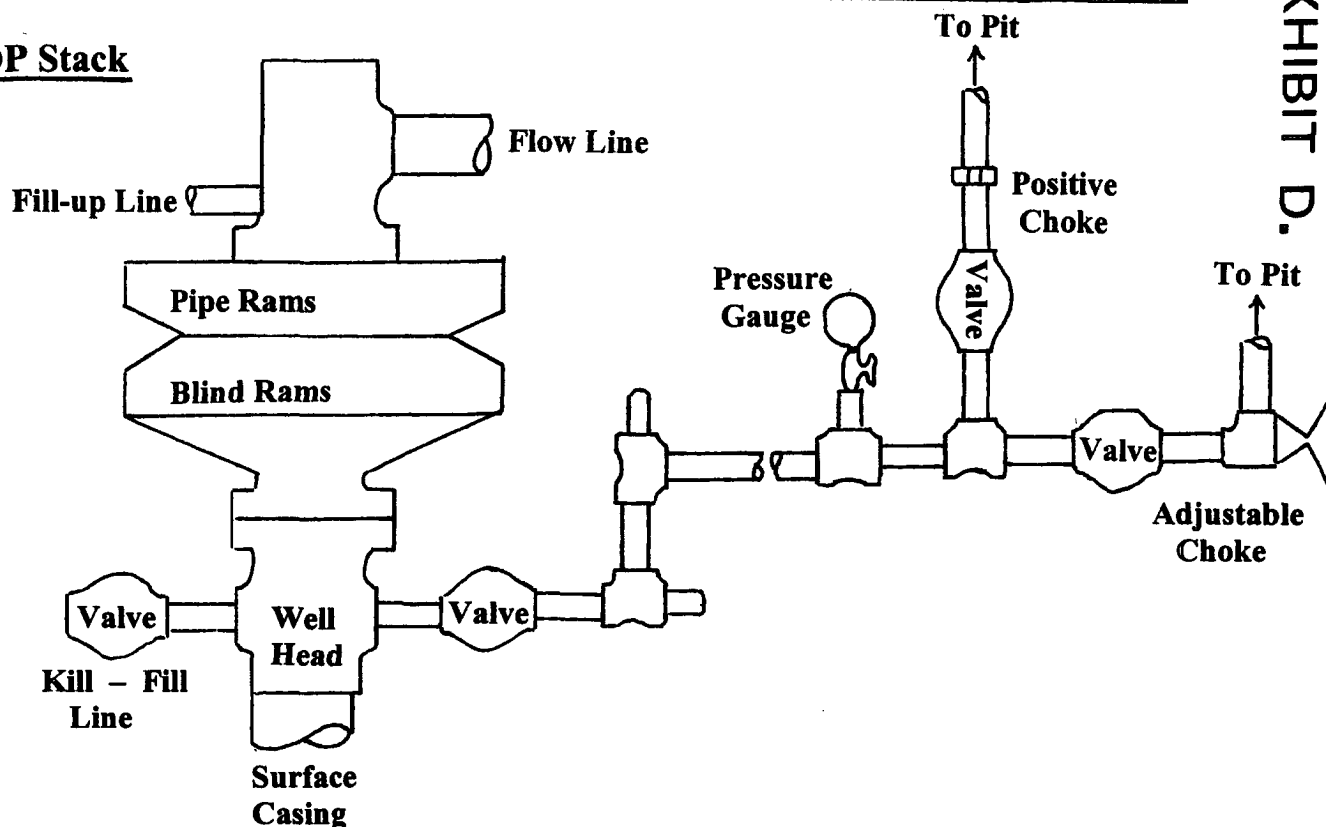 To Pit
OP Stack
Flow Line
Fill-up Line
Positive
Choke
Pressure
Gauge
Valve
To Pit
Pipe Rams
Blind Rams
Valve
Adjustable
Choke
Valve
Well
Head
Valve
Kill – Fill
Line
Surface
Casing
XHIBIT D.